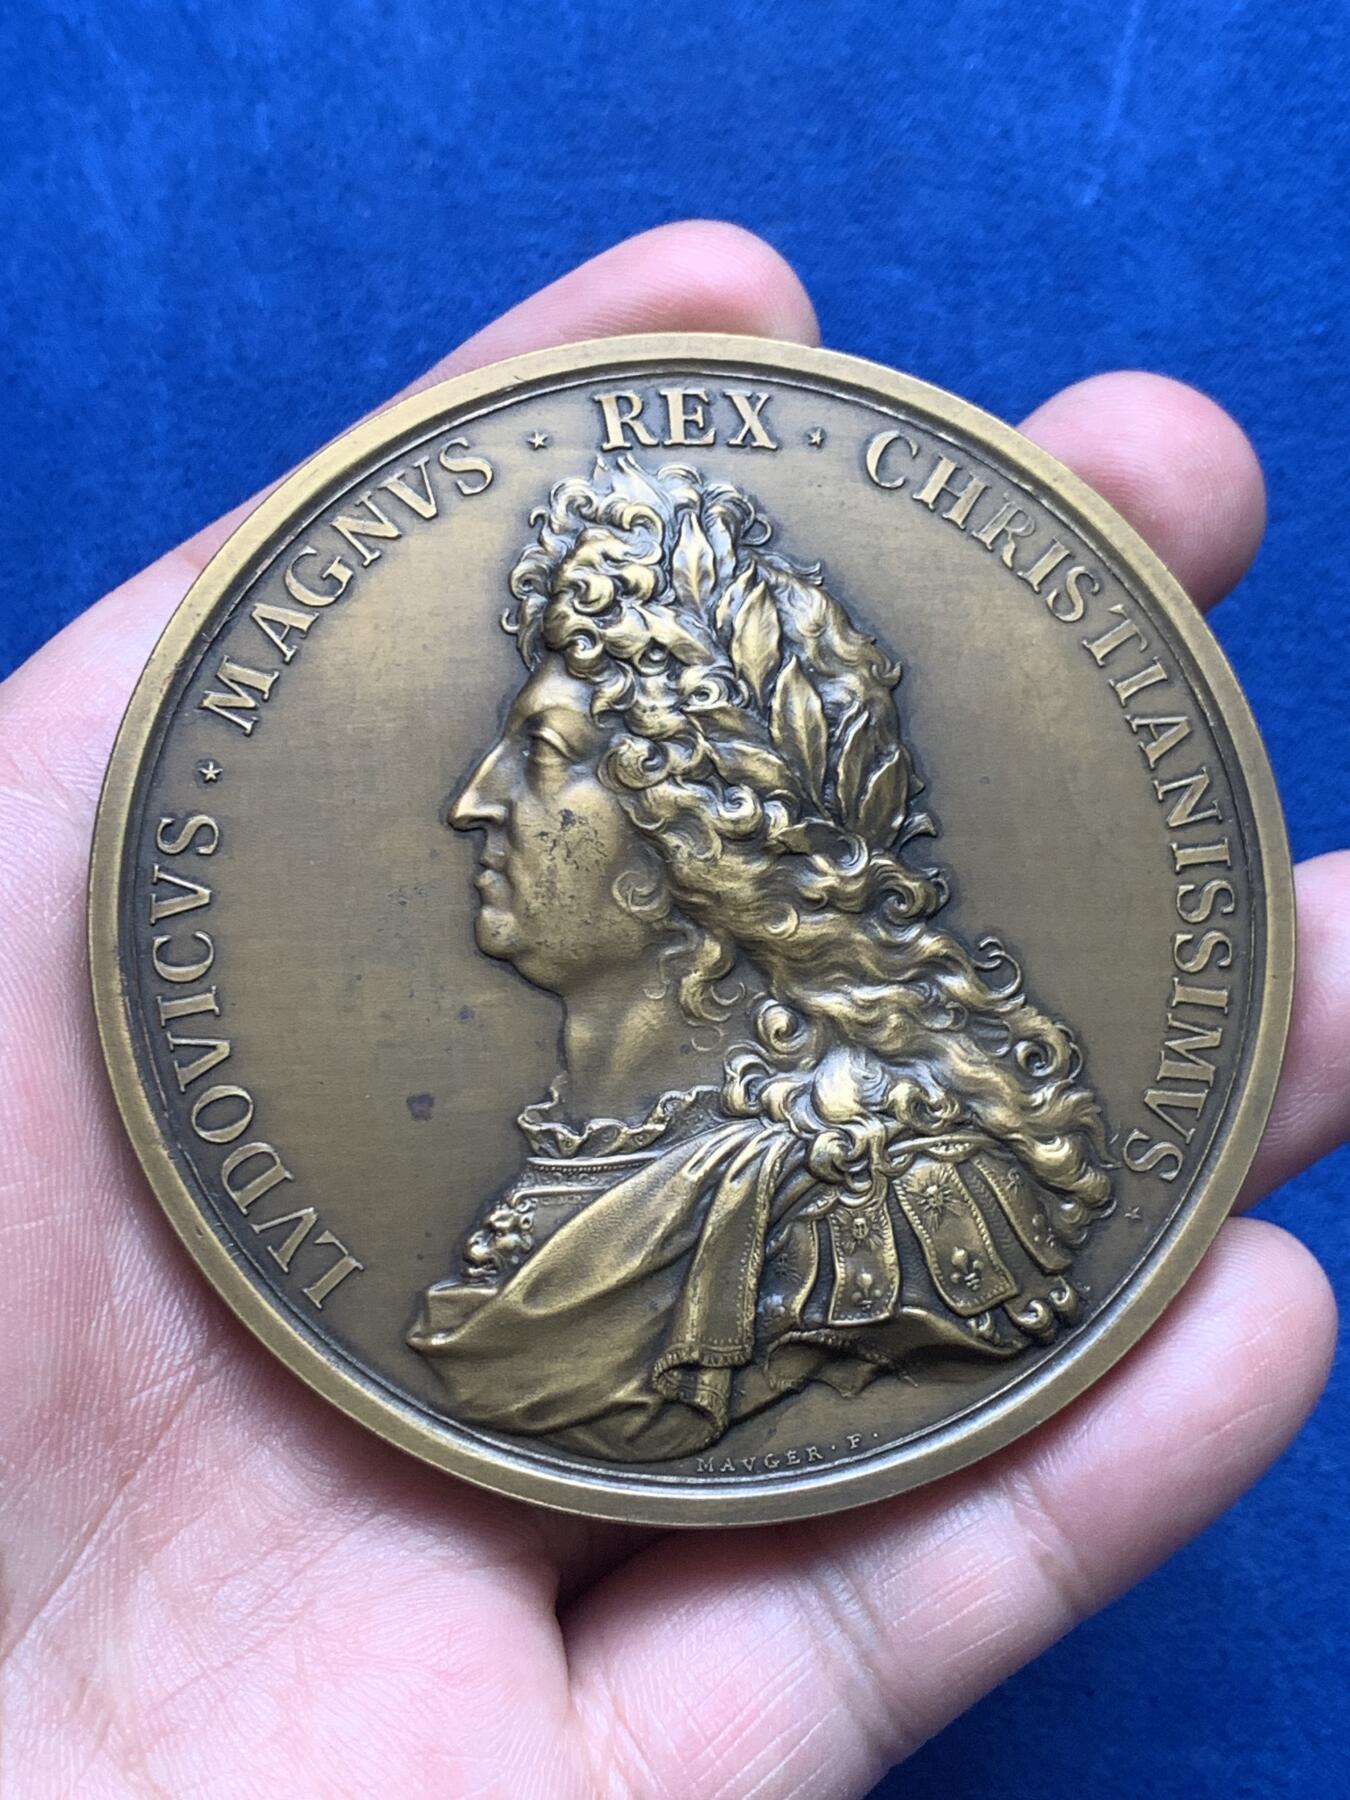 LVDOVICVS ⋆ MAGNVS ⋆ REX ⋆ CHRISTIANISSIMVS ⋆
MAVGER · F ·